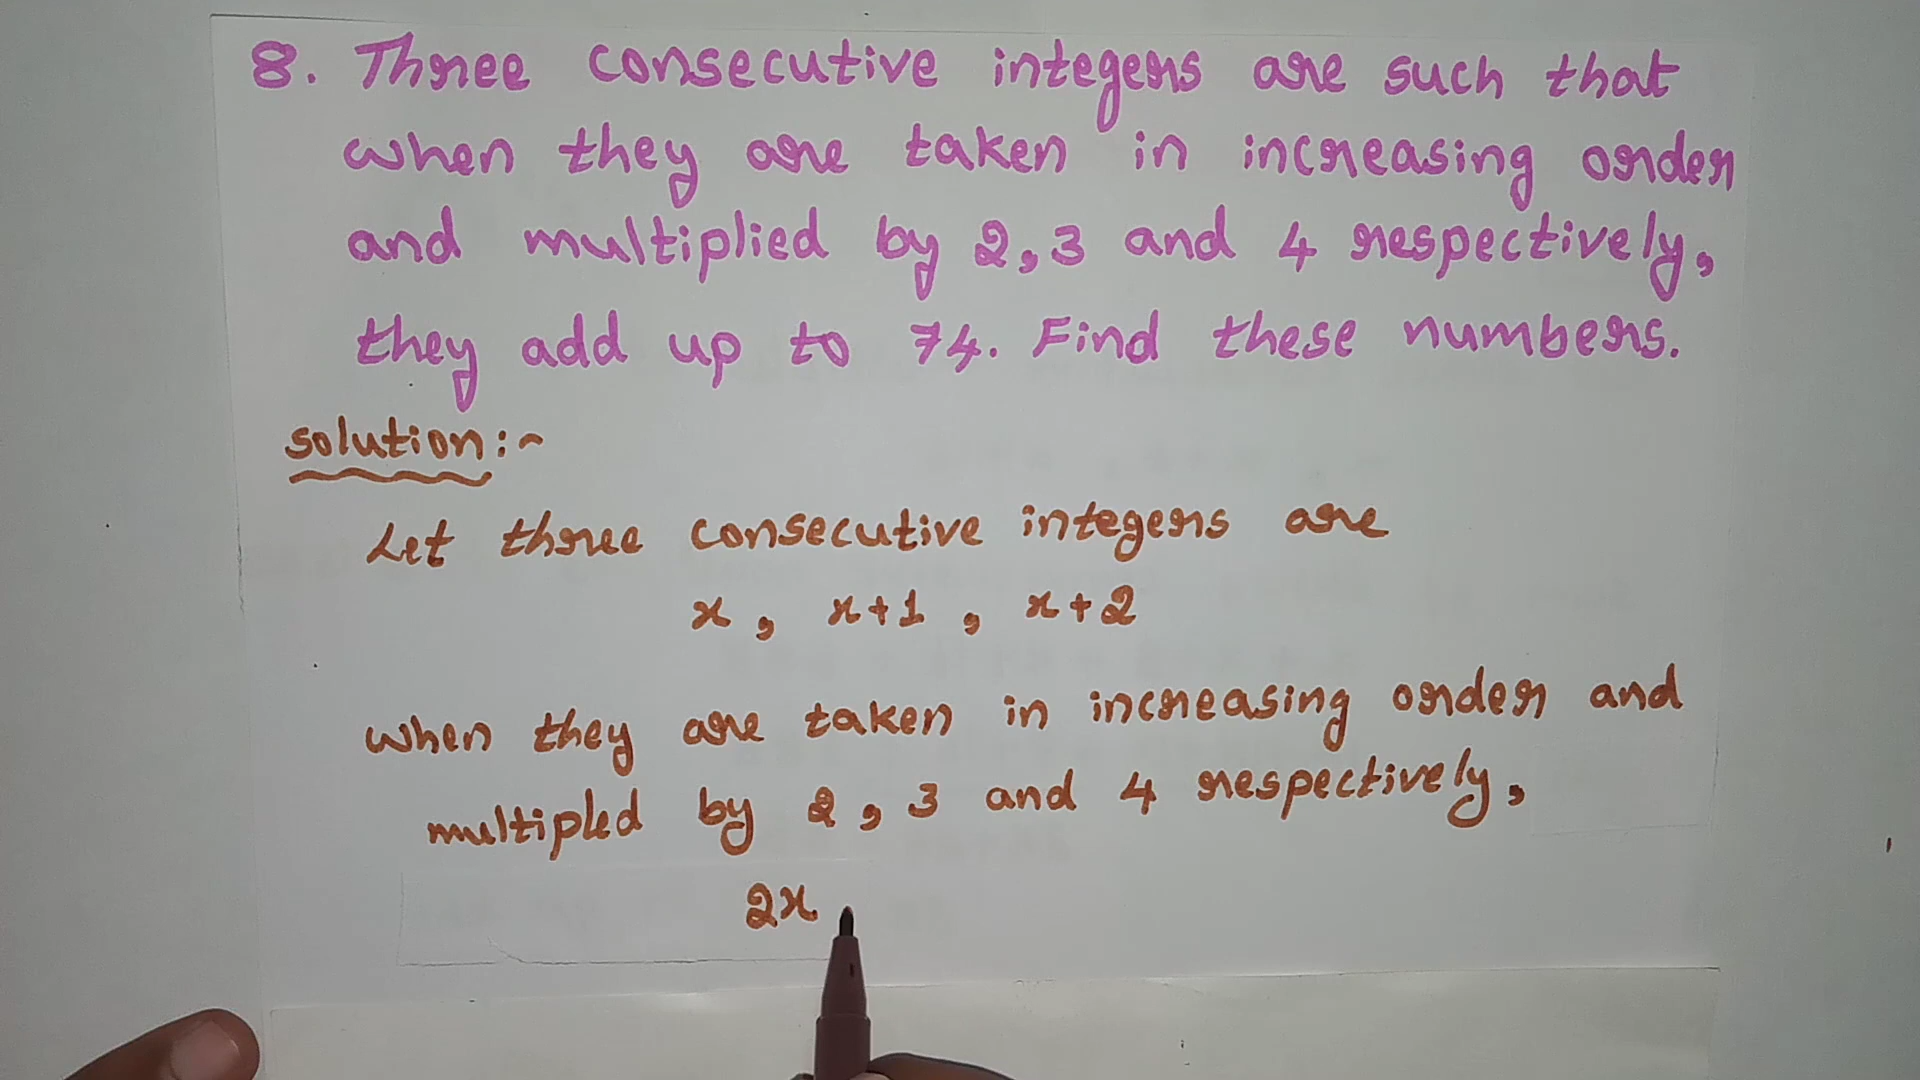 8. Three consecutive integers are such that
when they are taken in increasing order
and multiplied by 2,3 and 4 respectively,
they add up to 74. Find these numbers.
solution:-
Let three consecutive integers are
x, x+1, x+2
when they are taken in increasing order and
multipled by 2, 3 and 4 respectively,
2x